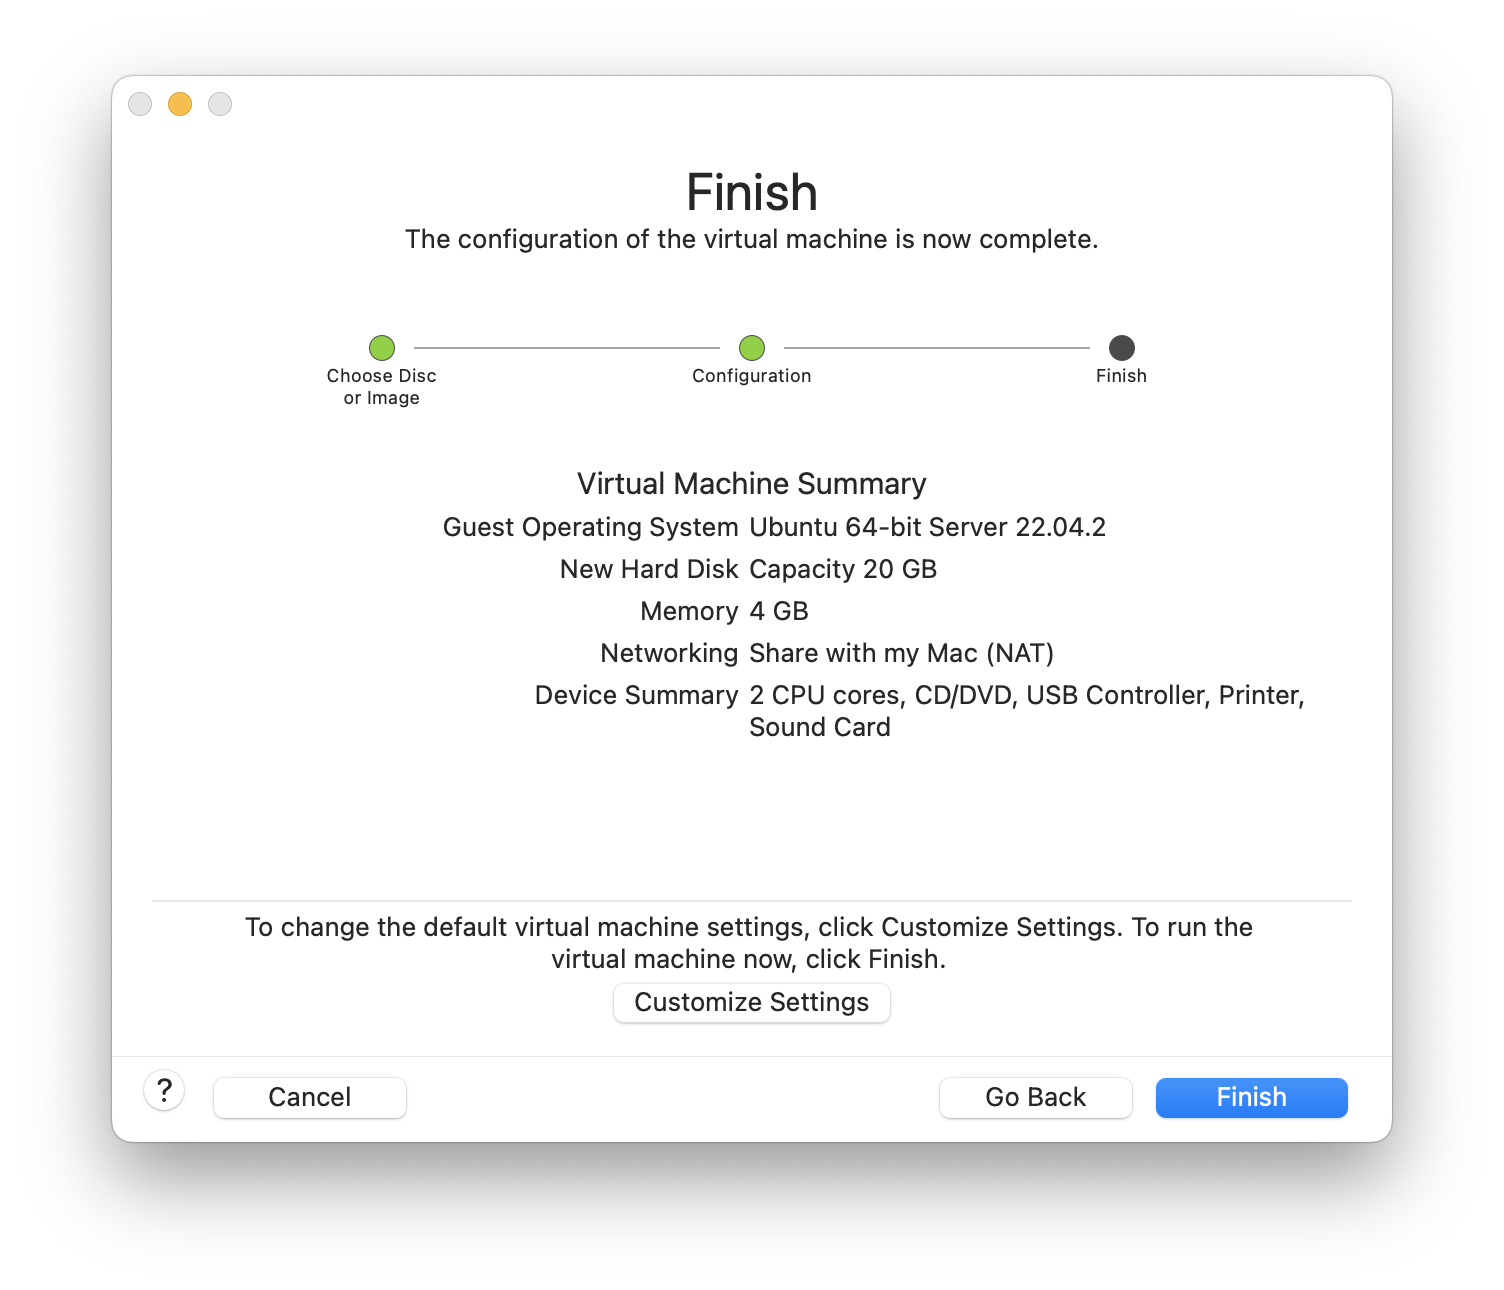 Finish
The configuration of the virtual machine is now complete.
Choose Disc
or Image
Configuration
Finish
Virtual Machine Summary
Guest Operating System Ubuntu 64-bit Server 22.04.2
New Hard Disk Capacity 20 GB
Memory 4 GB
Networking Share with my Mac (NAT)
Device Summary 2 CPU cores, CD/DVD, USB Controller, Printer,
Sound Card
To change the default virtual machine settings, click Customize Settings. To run the
virtual machine now, click Finish.
Customize Settings
? Cancel Go Back Finish